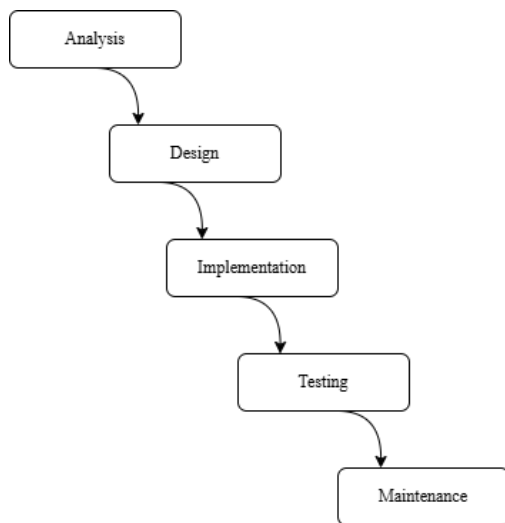 Analysis
Design
Implementation
Testing
Maintenance